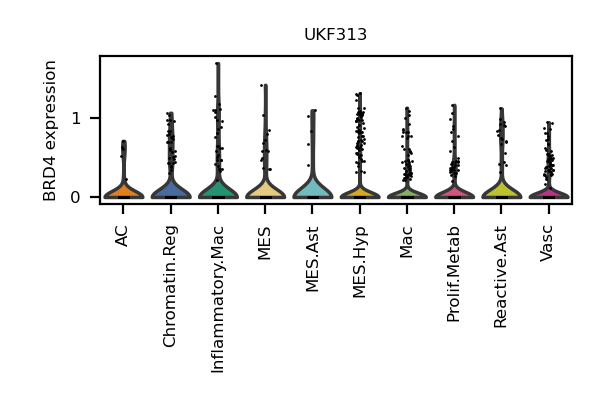 UKF313
BRD4 expression
1
0
AC
Chromatin.Reg
Inflammatory.Mac
MES
MES.Ast
MES.Hyp
Mac
Prolif.Metab
Reactive.Ast
Vasc